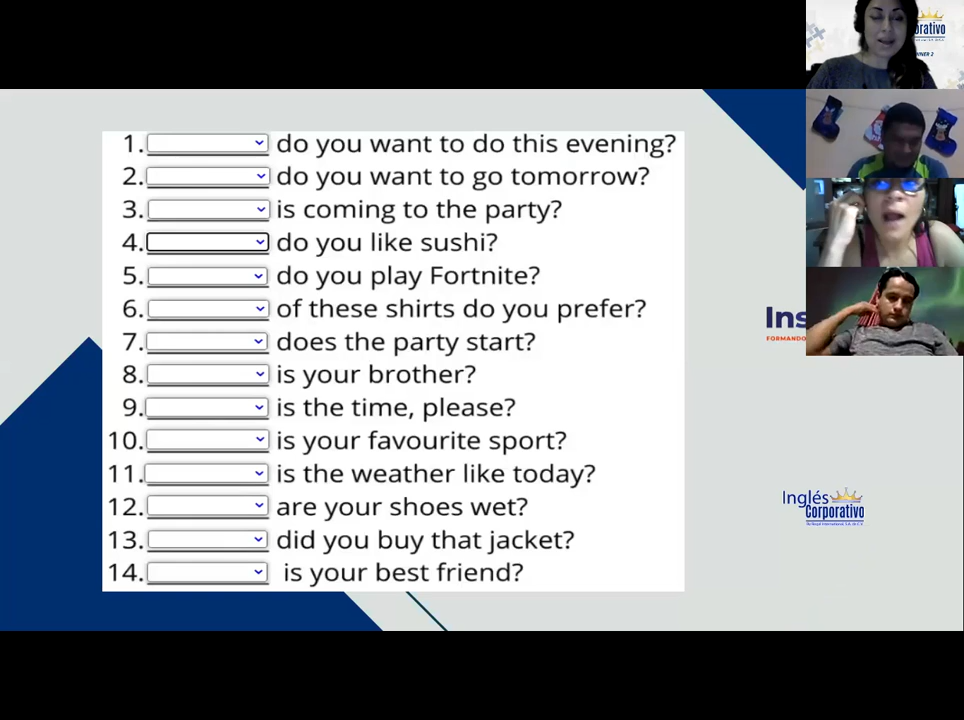 1. do you want to do this evening?
2. do you want to go tomorrow?
3. is coming to the party?
4. do you like sushi?
5. do you play Fortnite?
6. of these shirts do you prefer?
7. does the party start?
8. is your brother?
9. is the time, please?
10. is your favourite sport?
11. is the weather like today?
12. are your shoes wet?
13. did you buy that jacket?
14. is your best friend?
Ins
FORMANDO
Inglés
Corporativo
orativo